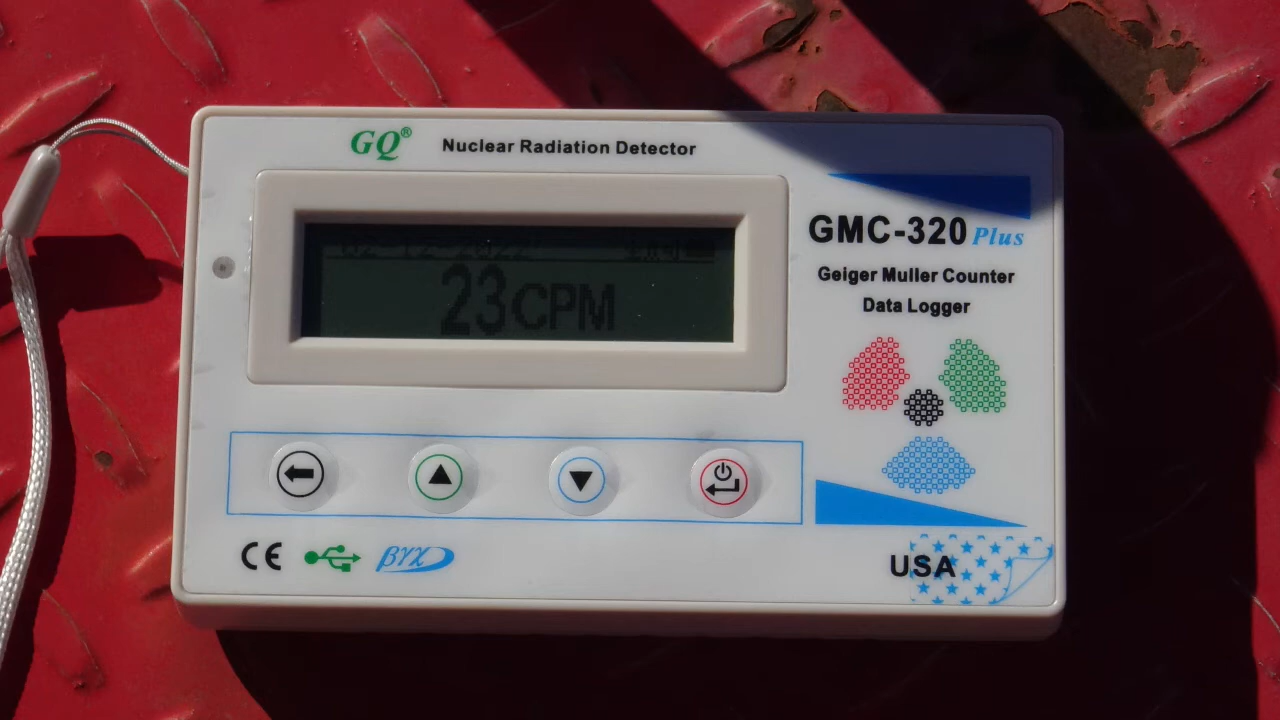 GQ® Nuclear Radiation Detector
23CPM
GMC-320 Plus
Geiger Muller Counter
Data Logger
CE
βγχ
USA